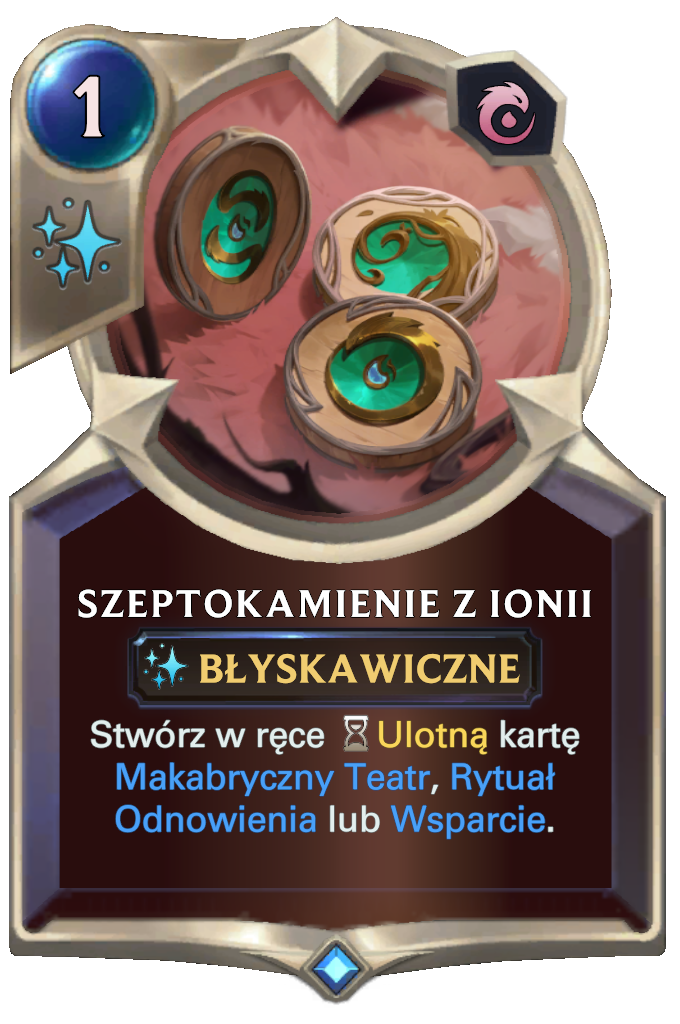 1
SZEPTOKAMIENIE Z IONII
BŁYSKAWICZNE
Stwórz w ręce Ulotną kartę
Makabryczny Teatr, Rytuał
Odnowienia lub Wsparcie.